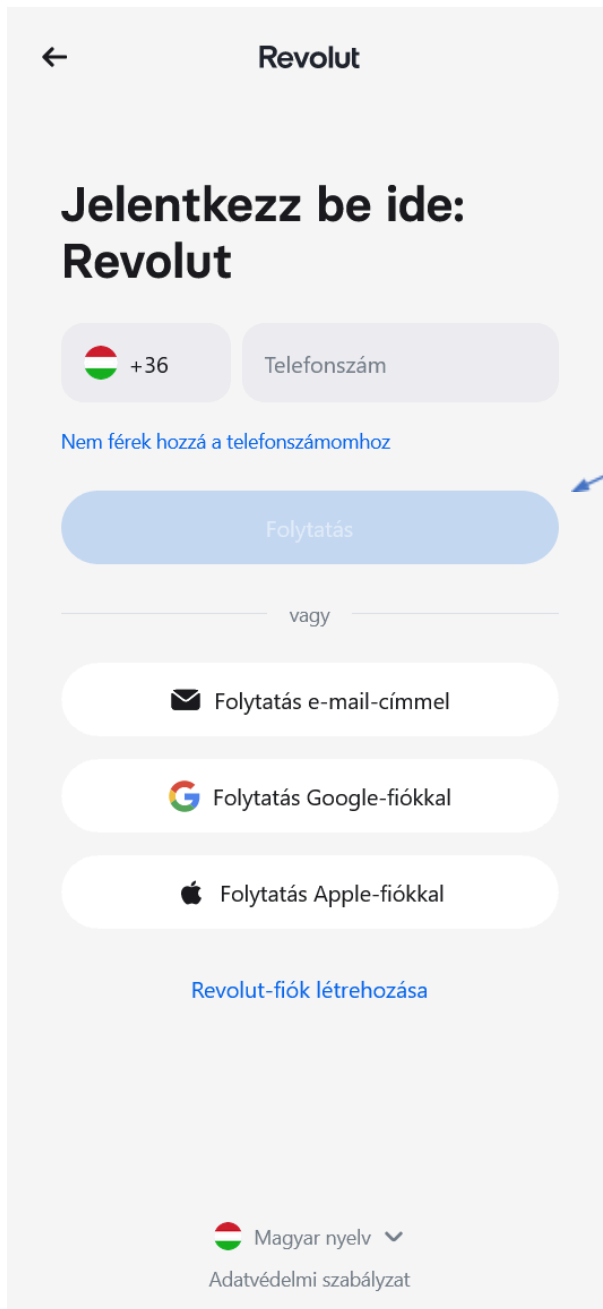 Revolut
Jelentkezz be ide:
Revolut
+36 Telefonszám
Nem férek hozzá a telefonszámomhoz
Folytatás
vagy
Folytatás e-mail-címmel
Folytatás Google-fiókkal
Folytatás Apple-fiókkal
Revolut-fiók létrehozása
Magyar nyelv
Adatvédelmi szabályzat